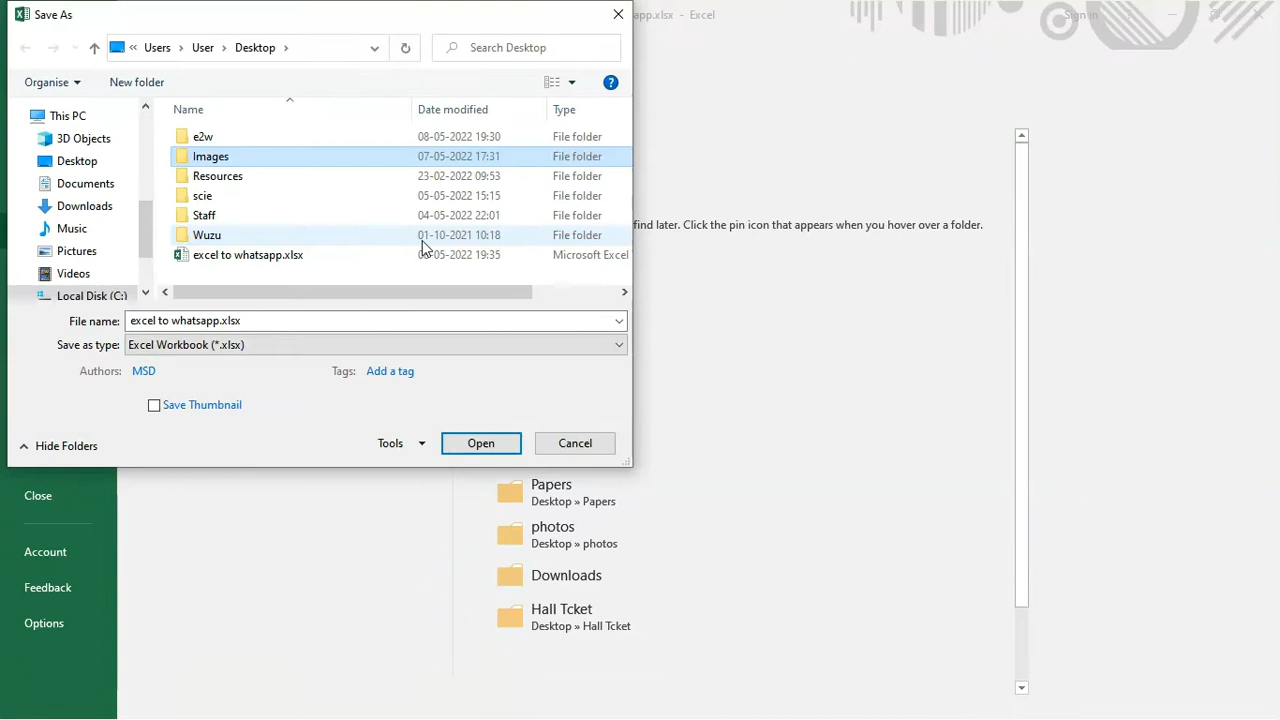 Save As
app.xlsx - Excel
Sign in
Users
User
Desktop
Search Desktop
Organise
New folder
?
Name
Date modified
Type
This PC
3D Objects
Desktop
Documents
Downloads
Music
Pictures
Videos
Local Disk (C:)
e2w 08-05-2022 19:30 File folder
Images 07-05-2022 17:31 File folder
Resources 23-02-2022 09:53 File folder
scie 05-05-2022 15:15 File folder
Staff 04-05-2022 22:01 File folder
Wuzu 01-10-2021 10:18 File folder
excel to whatsapp.xlsx 05-2022 19:35 Microsoft Excel
find later. Click the pin icon that appears when you hover over a folder.
File name: excel to whatsapp.xlsx
Save as type: Excel Workbook (*.xlsx)
Authors: MSD
Tags: Add a tag
Save Thumbnail
Hide Folders
Tools
Open
Cancel
Close
Account
Feedback
Options
Papers
Desktop » Papers
photos
Desktop » photos
Downloads
Hall Tcket
Desktop » Hall Tcket